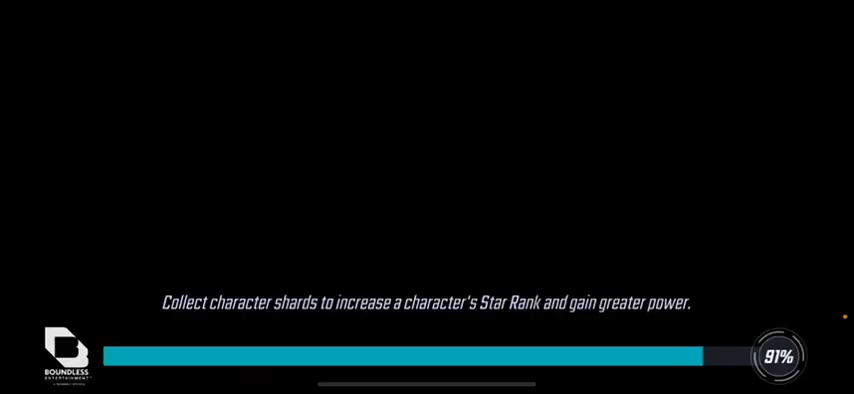 Collect character shards to increase a character's Star Rank and gain greater power.
BOUNDLESS
ENTERTAINMENT
91%